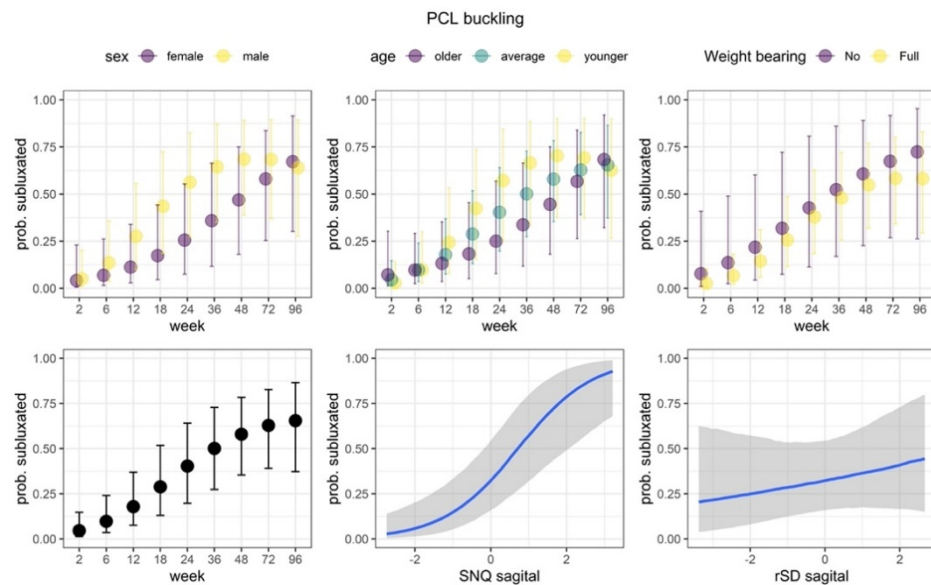 PCL buckling
sex female male
age older average younger
Weight bearing No Full
prob. subluxated
1.00
0.75
0.50
0.25
0.00
2 6 12 18 24 36 48 72 96
week
prob. subluxated
1.00
0.75
0.50
0.25
0.00
2 6 12 18 24 36 48 72 96
week
prob. subluxated
1.00
0.75
0.50
0.25
0.00
2 6 12 18 24 36 48 72 96
week
prob. subluxated
1.00
0.75
0.50
0.25
0.00
2 6 12 18 24 36 48 72 96
week
prob. subluxated
1.00
0.75
0.50
0.25
0.00
-2 0 2
SNQ sagital
prob. subluxated
1.00
0.75
0.50
0.25
0.00
-2 0 2
rSD sagital